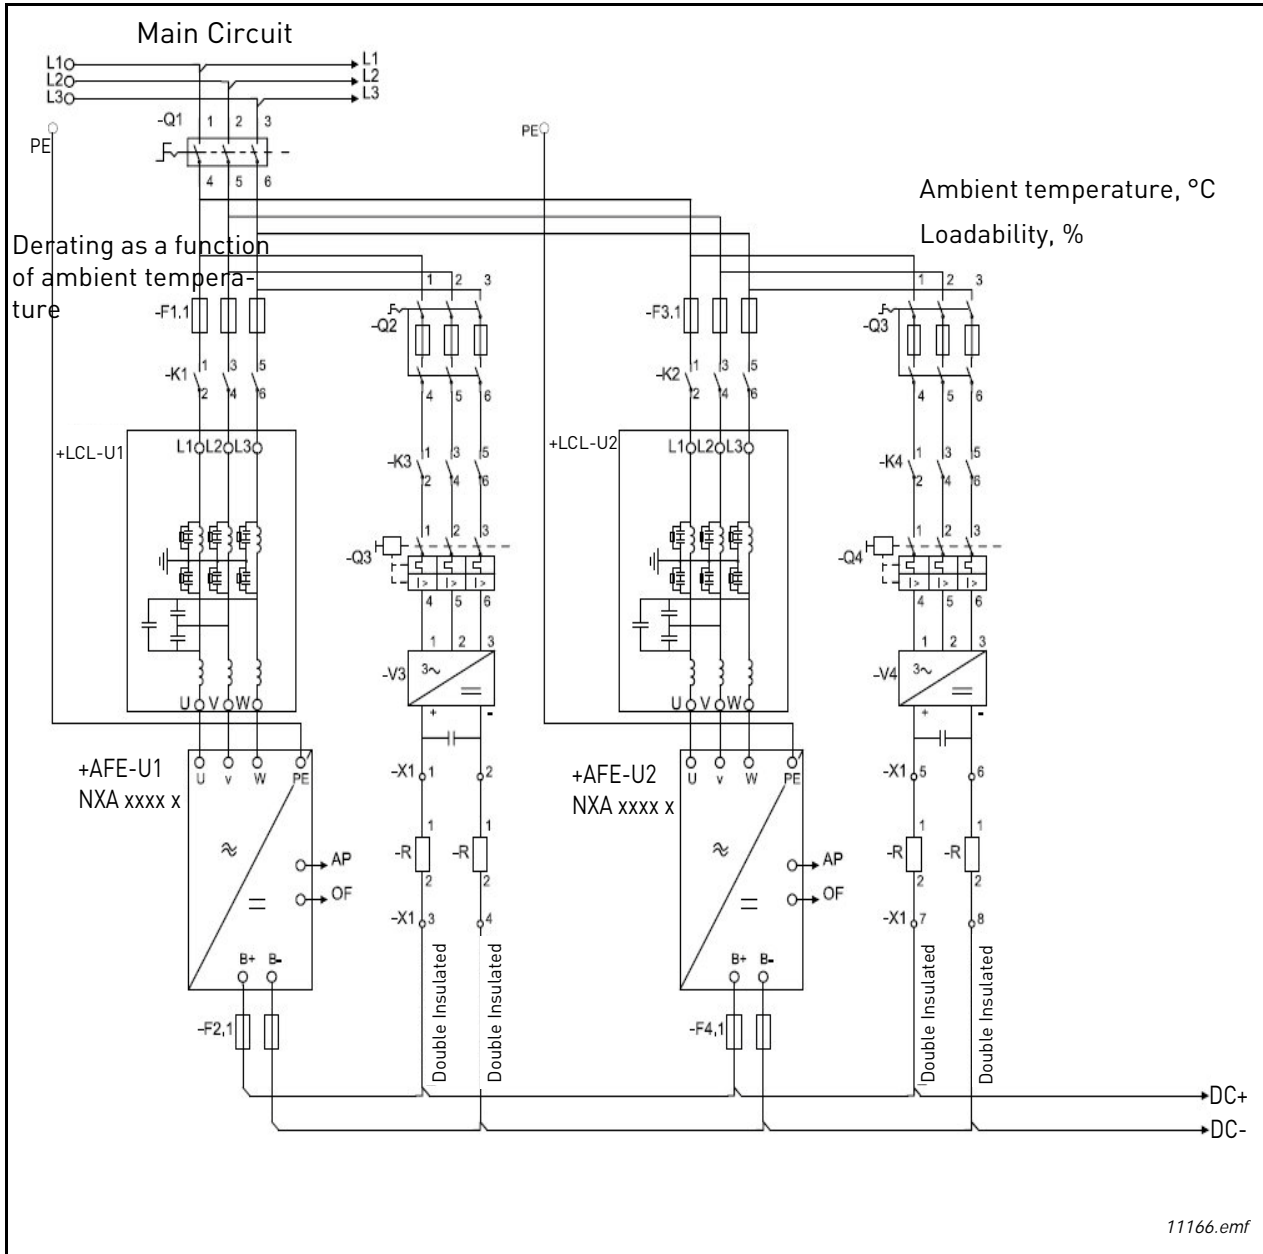 Main Circuit
L1 L1
L2 L2
L3 L3
-Q1 1 2 3
PE PE
4 5 6
Ambient temperature, °C
Loadability, %
Derating as a function
of ambient tempera-
ture
1 2 3 1 2 3
-F1.1 -Q2 -F3.1 -Q3
-K1 1 3 5 -K2 1 3 5
2 4 6 2 4 6
4 5 6 4 5 6
+LCL-U1 L1 L2 L3 +LCL-U2 L1 L2 L3
-K3 1 3 5 -K4 1 3 5
2 4 6 2 4 6
1 2 3 1 2 3
-Q3 -Q4
I> I> I> I> I> I>
4 5 6 4 5 6
1 2 3 1 2 3
-V3 3~ -V4 3~
U V W U V W
+ - + -
U v W PE U v W PE
+AFE-U1 -X1 1 2 +AFE-U2 -X1 5 6
NXA xxxx x NXA xxxx x
1 1 1 1
-R -R -R -R
AP AP
2 2 2 2
OF OF
-X1 3 4 -X1 7 8
B+ B- B+ B-
Double Insulated Double Insulated Double Insulated Double Insulated
-F2,1 -F4,1
DC+
DC-
11166.emf